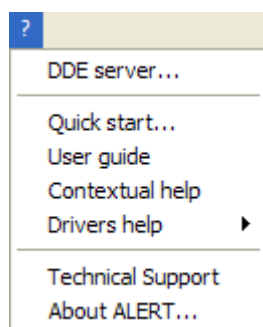 ?
DDE server...
Quick start...
User guide
Contextual help
Drivers help
Technical Support
About ALERT...